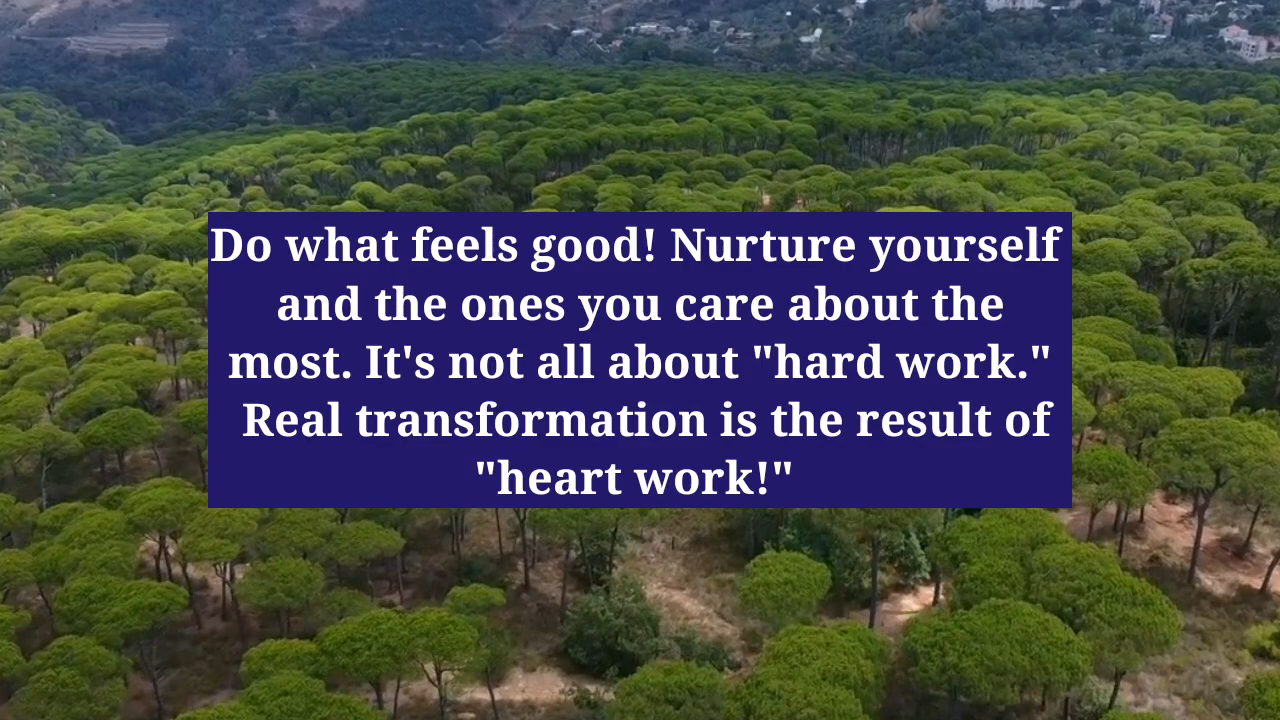 Do what feels good! Nurture yourself
and the ones you care about the
most. It's not all about "hard work."
Real transformation is the result of
"heart work!"